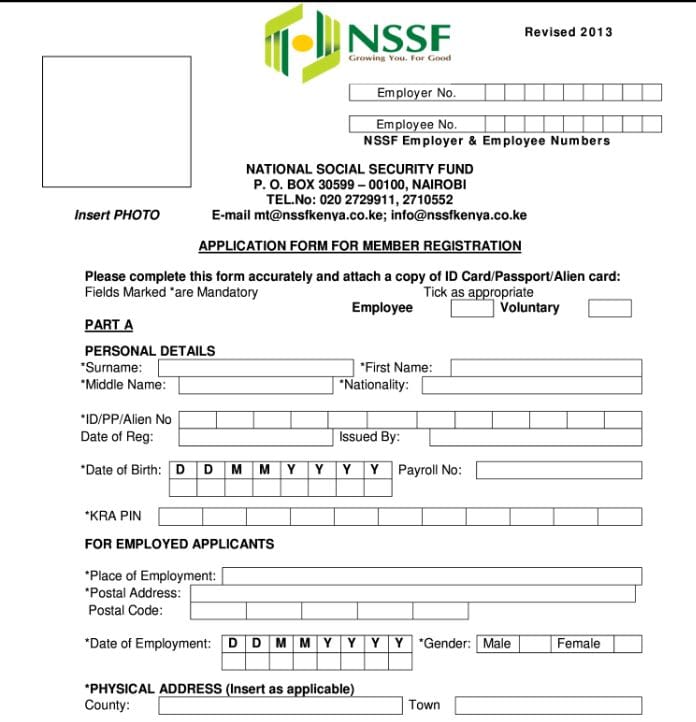 NSSF
Growing You. For Good
Revised 2013
Employer No.
Employee No.
NSSF Employer & Employee Numbers
NATIONAL SOCIAL SECURITY FUND
P. O. BOX 30599 – 00100, NAIROBI
TEL.No: 020 2729911, 2710552
Insert PHOTO E-mail mt@nssfkenya.co.ke; info@nssfkenya.co.ke
APPLICATION FORM FOR MEMBER REGISTRATION
Please complete this form accurately and attach a copy of ID Card/Passport/Alien card:
Fields Marked *are Mandatory Tick as appropriate
Employee Voluntary
PART A
PERSONAL DETAILS
*Surname: *First Name:
*Middle Name: *Nationality:
*ID/PP/Alien No
Date of Reg: Issued By:
*Date of Birth: D D M M Y Y Y Y Payroll No:
*KRA PIN
FOR EMPLOYED APPLICANTS
*Place of Employment:
*Postal Address:
Postal Code:
*Date of Employment: D D M M Y Y Y Y *Gender: Male Female
*PHYSICAL ADDRESS (Insert as applicable)
County: Town